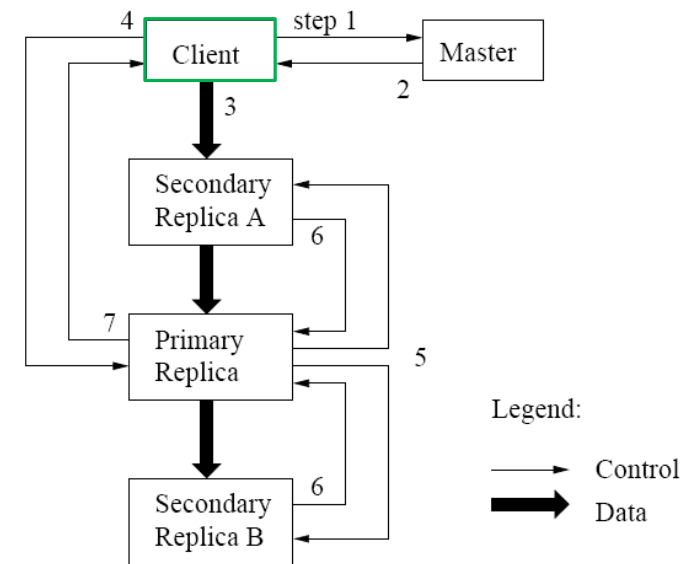 4
step 1
Client
Master
2
3
Secondary
Replica A
6
7
Primary
Replica
5
Legend:
Control
6
Secondary
Replica B
Data